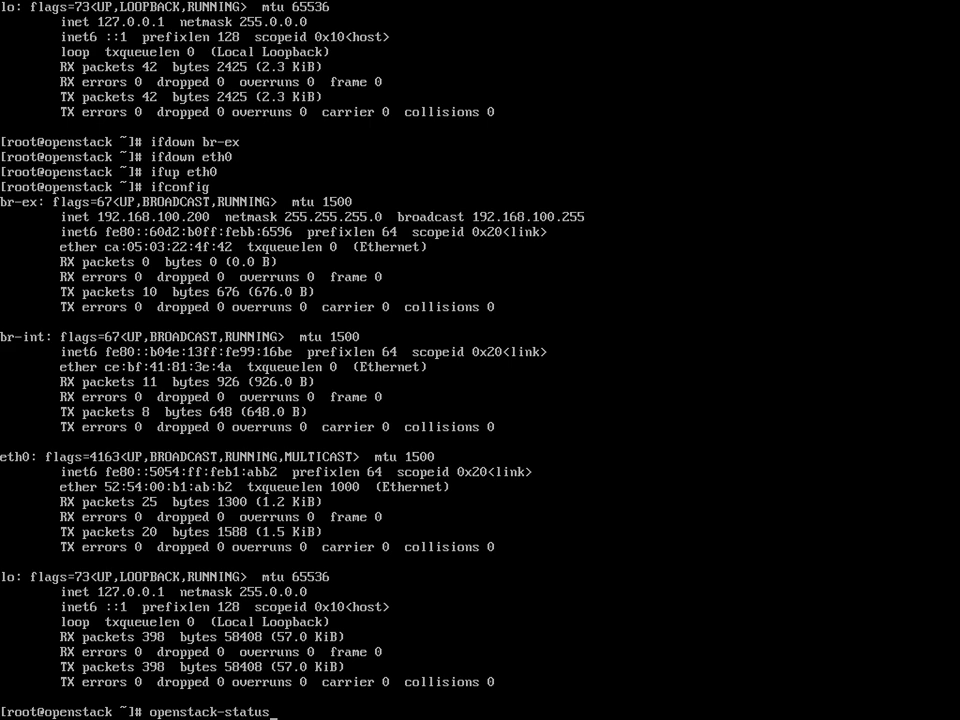 lo: flags=73<UP,LOOPBACK,RUNNING>  mtu 65536
        inet 127.0.0.1  netmask 255.0.0.0
        inet6 ::1  prefixlen 128  scopeid 0x10<host>
        loop  txqueuelen 0  (Local Loopback)
        RX packets 42  bytes 2425 (2.3 KiB)
        RX errors 0  dropped 0  overruns 0  frame 0
        TX packets 42  bytes 2425 (2.3 KiB)
        TX errors 0  dropped 0 overruns 0  carrier 0  collisions 0

[root@openstack ~]# ifdown br-ex
[root@openstack ~]# ifdown eth0
[root@openstack ~]# ifup eth0
[root@openstack ~]# ifconfig
br-ex: flags=67<UP,BROADCAST,RUNNING>  mtu 1500
        inet 192.168.100.200  netmask 255.255.255.0  broadcast 192.168.100.255
        inet6 fe80::60d2:b0ff:febb:6596  prefixlen 64  scopeid 0x20<link>
        ether ca:05:03:22:4f:42  txqueuelen 0  (Ethernet)
        RX packets 0  bytes 0 (0.0 B)
        RX errors 0  dropped 0  overruns 0  frame 0
        TX packets 10  bytes 676 (676.0 B)
        TX errors 0  dropped 0 overruns 0  carrier 0  collisions 0

br-int: flags=67<UP,BROADCAST,RUNNING>  mtu 1500
        inet6 fe80::b04e:13ff:fe99:16be  prefixlen 64  scopeid 0x20<link>
        ether ce:bf:41:81:3e:4a  txqueuelen 0  (Ethernet)
        RX packets 11  bytes 926 (926.0 B)
        RX errors 0  dropped 0  overruns 0  frame 0
        TX packets 8  bytes 648 (648.0 B)
        TX errors 0  dropped 0 overruns 0  carrier 0  collisions 0

eth0: flags=4163<UP,BROADCAST,RUNNING,MULTICAST>  mtu 1500
        inet6 fe80::5054:ff:feb1:abb2  prefixlen 64  scopeid 0x20<link>
        ether 52:54:00:b1:ab:b2  txqueuelen 1000  (Ethernet)
        RX packets 25  bytes 1300 (1.2 KiB)
        RX errors 0  dropped 0  overruns 0  frame 0
        TX packets 20  bytes 1588 (1.5 KiB)
        TX errors 0  dropped 0 overruns 0  carrier 0  collisions 0

lo: flags=73<UP,LOOPBACK,RUNNING>  mtu 65536
        inet 127.0.0.1  netmask 255.0.0.0
        inet6 ::1  prefixlen 128  scopeid 0x10<host>
        loop  txqueuelen 0  (Local Loopback)
        RX packets 398  bytes 58408 (57.0 KiB)
        RX errors 0  dropped 0  overruns 0  frame 0
        TX packets 398  bytes 58408 (57.0 KiB)
        TX errors 0  dropped 0 overruns 0  carrier 0  collisions 0

[root@openstack ~]# openstack-status_